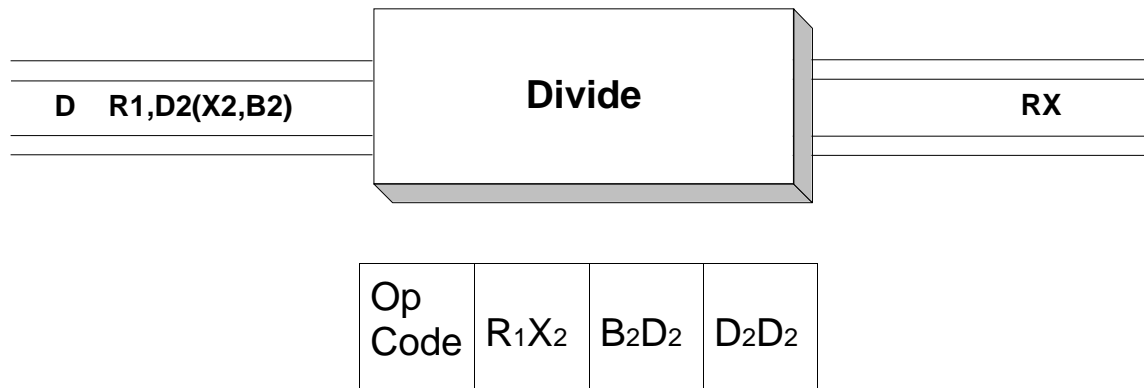 D R1,D2(X2,B2) Divide RX
Op
Code R1X2 B2D2 D2D2